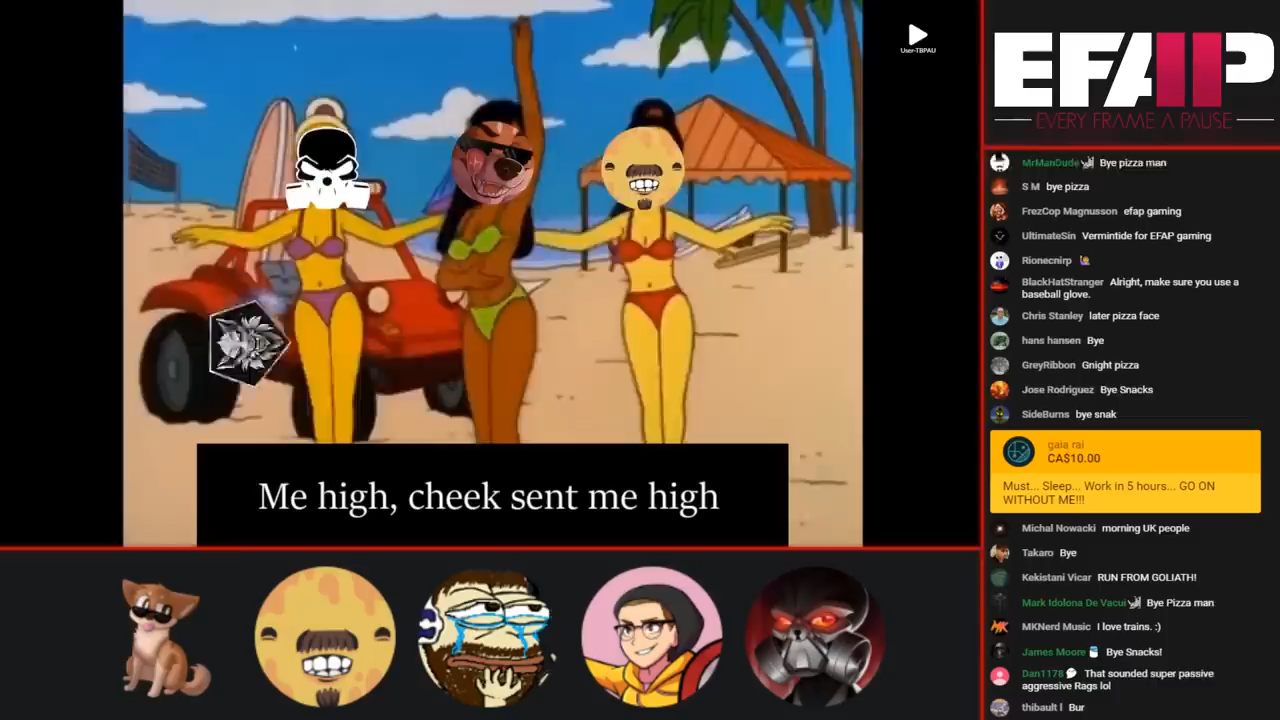 User-TBPAU
EFAP
EVERY FRAME A PAUSE
MrManDude Bye pizza man
S M bye pizza
FrezCop Magnusson efap gaming
UltimateSin Vermintide for EFAP gaming
Rionecnirp
BlackHatStranger Alright, make sure you use a
baseball glove.
Chris Stanley later pizza face
hans hansen Bye
GreyRibbon Gnight pizza
Jose Rodriguez Bye Snacks
SideBurns bye snak
gaia rai
CA$10.00
Must... Sleep... Work in 5 hours... GO ON
WITHOUT ME!!!
Michal Nowacki morning UK people
Takaro Bye
Kekistani Vicar RUN FROM GOLIATH!
Mark Idolona De Vacui Bye Pizza man
MKNerd Music I love trains. :)
James Moore Bye Snacks!
Dan1178 That sounded super passive
aggressive Rags lol
thibault l Bur
Me high, cheek sent me high